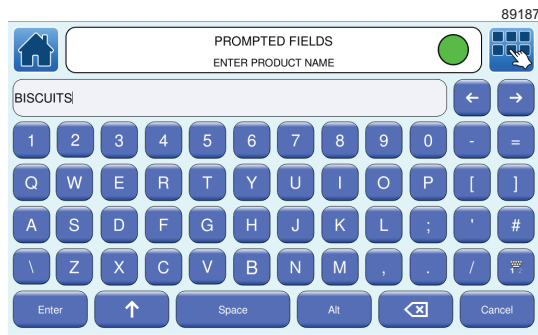 89187
PROMPTED FIELDS
ENTER PRODUCT NAME
BISCUITS
← →
1 2 3 4 5 6 7 8 9 0 - =
Q W E R T Y U I O P [ ]
A S D F G H J K L ; ' #
\ Z X C V B N M , . /
Enter ↑ Space Alt Cancel